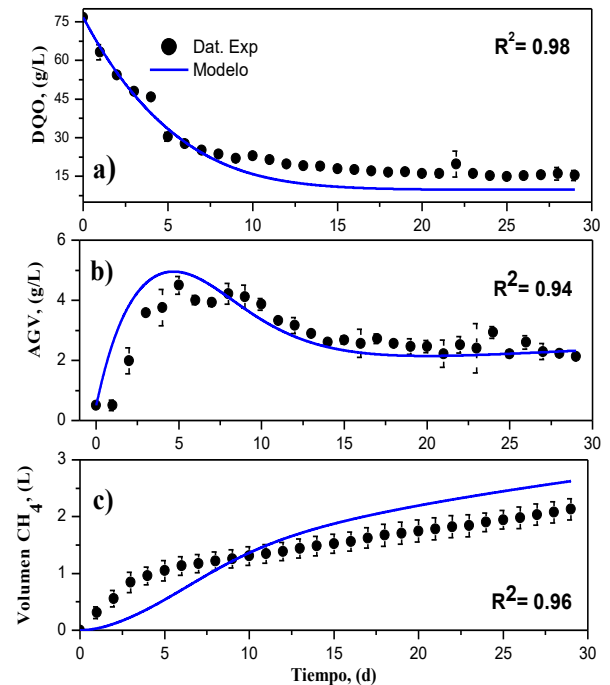 75
60
45
30
15
DQO, (g/L)
Dat. Exp
Modelo
R² = 0.98
a)
0 5 10 15 20 25 30
6
4
2
0
AGV, (g/L)
b)
R² = 0.94
0 5 10 15 20 25 30
3
2
1
0
Volumen CH₄, (L)
c)
R² = 0.96
0 5 10 15 20 25 30
Tiempo, (d)